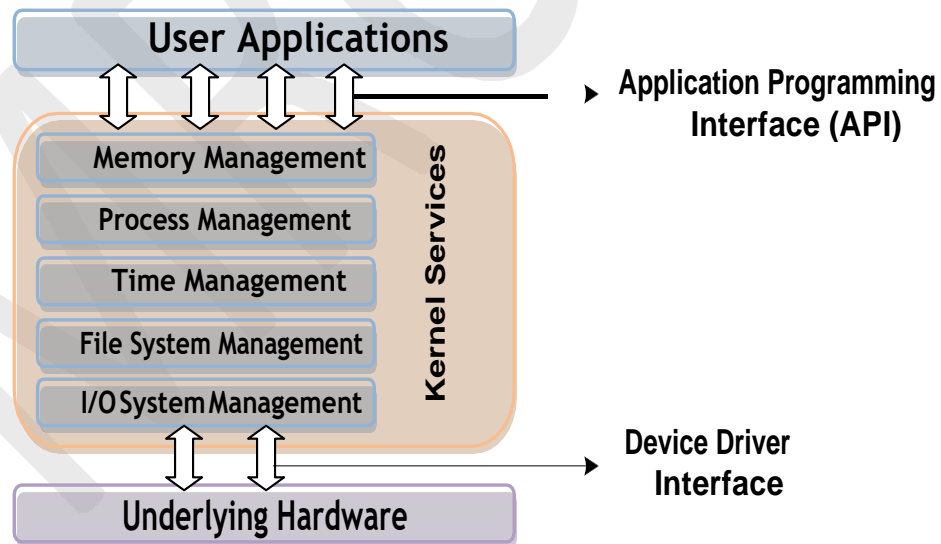 User Applications
Application Programming
Interface (API)
Memory Management
Process Management
Time Management
File System Management
I/O System Management
Kernel Services
Device Driver
Interface
Underlying Hardware